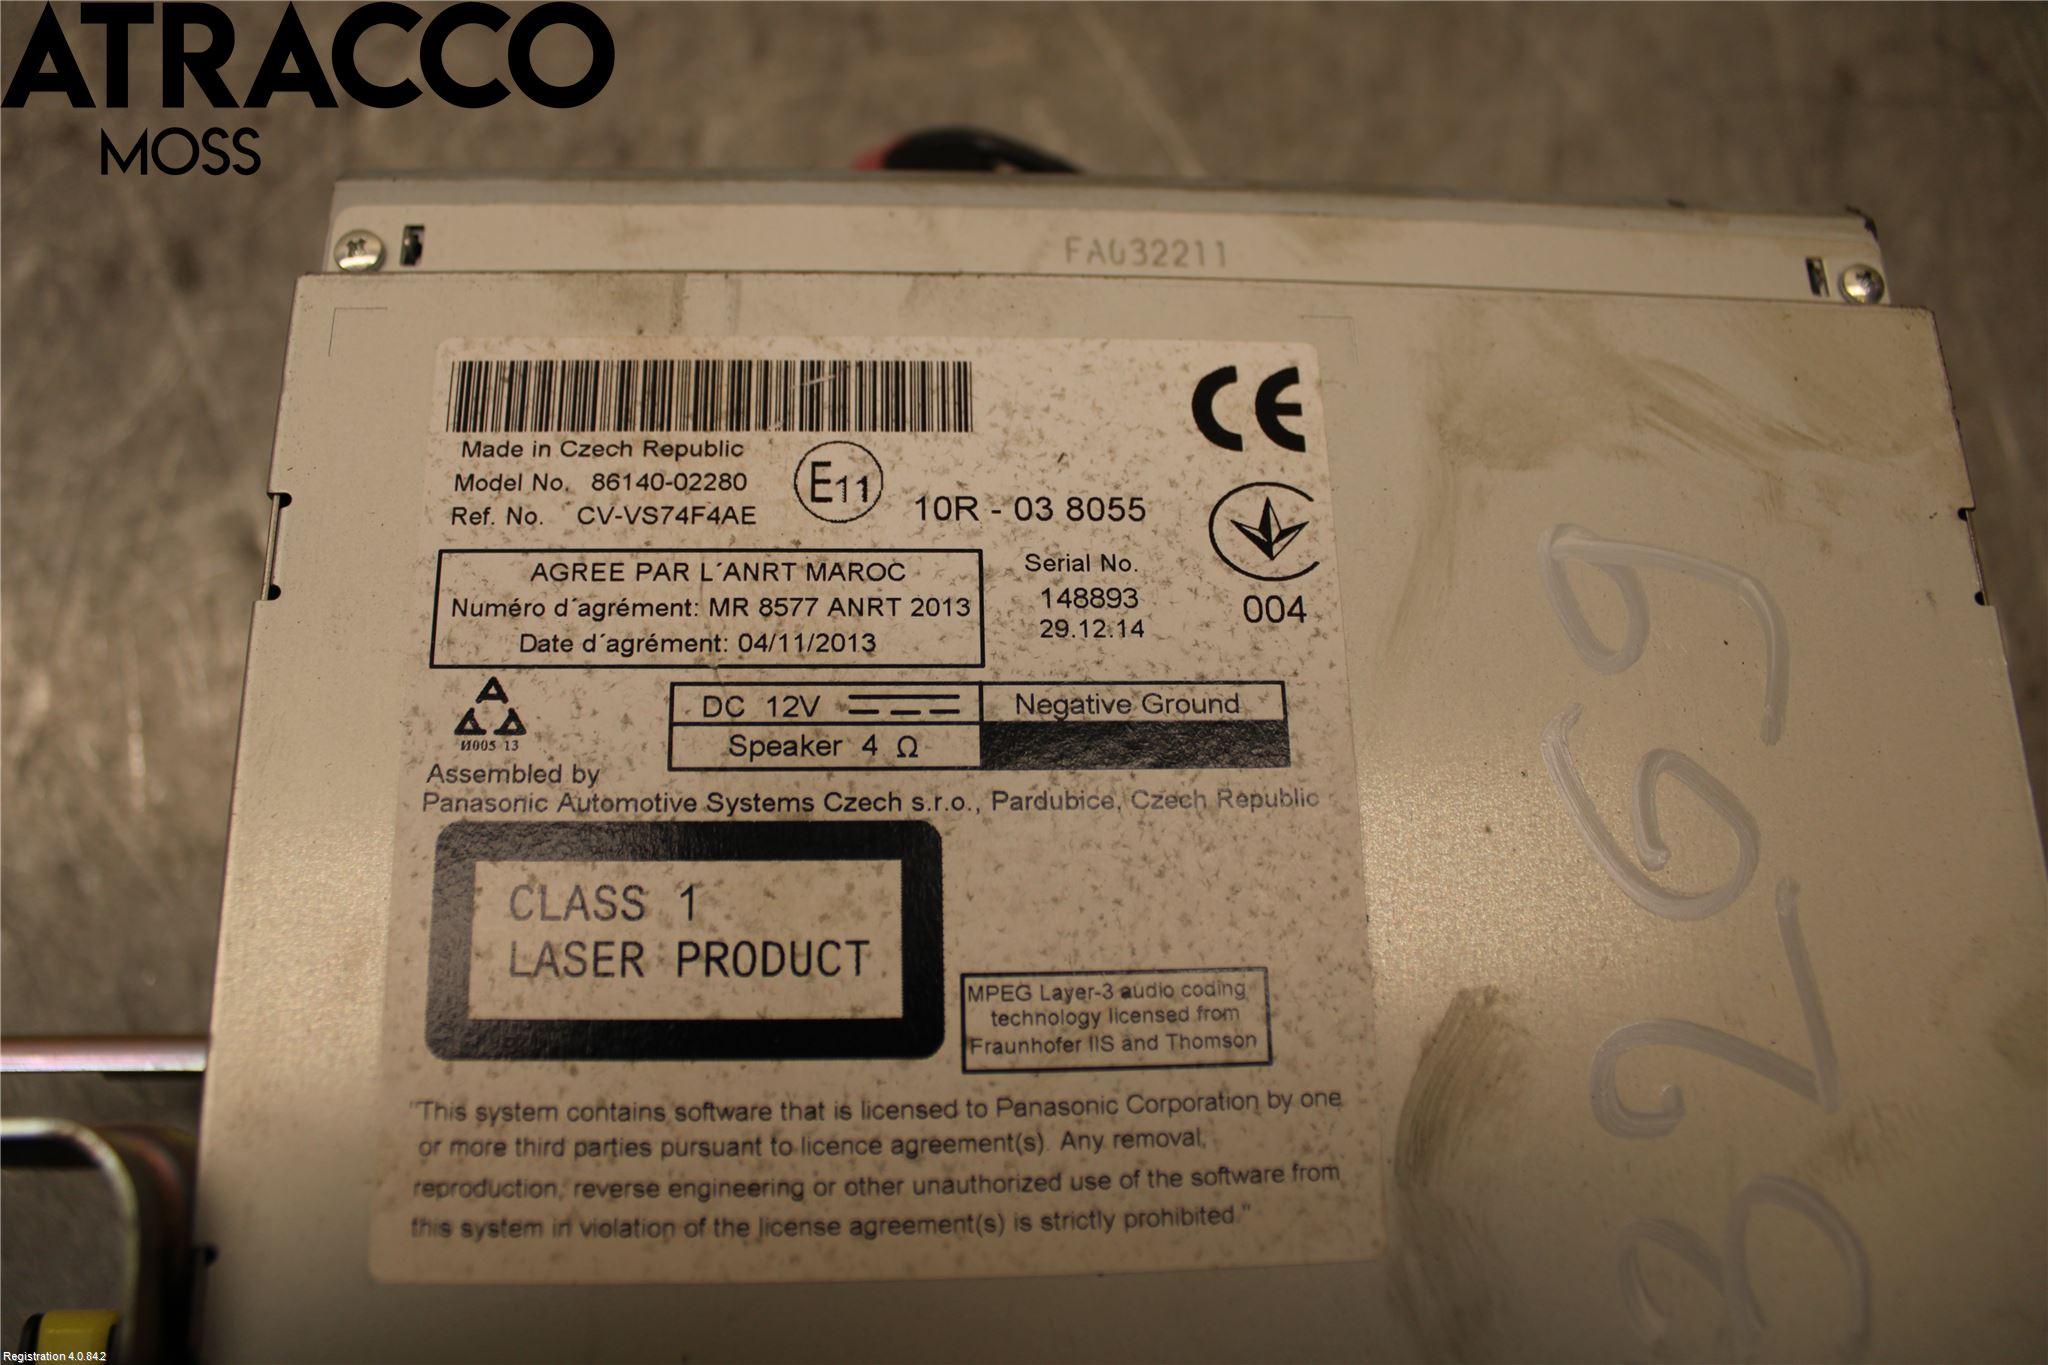 ATRACCO
MOSS
FA032211
CE
Made in Czech Republic
Model No. 86140-02280
Ref. No. CV-VS74F4AE
E11
10R - 03 8055
AGREE PAR L´ANRT MAROC
Numéro d´agrément: MR 8577 ANRT 2013
Date d´agrément: 04/11/2013
Serial No.
148893
29.12.14
004
И005 13
DC 12V
Negative Ground
Speaker 4 Ω
Assembled by
Panasonic Automotive Systems Czech s.r.o., Pardubice, Czech Republic
CLASS 1
LASER PRODUCT
MPEG Layer-3 audio coding
technology licensed from
Fraunhofer IIS and Thomson
"This system contains software that is licensed to Panasonic Corporation by one
or more third parties pursuant to licence agreement(s). Any removal,
reproduction, reverse engineering or other unauthorized use of the software from
this system in violation of the license agreement(s) is strictly prohibited."
3269
Registration 4.0.84.2